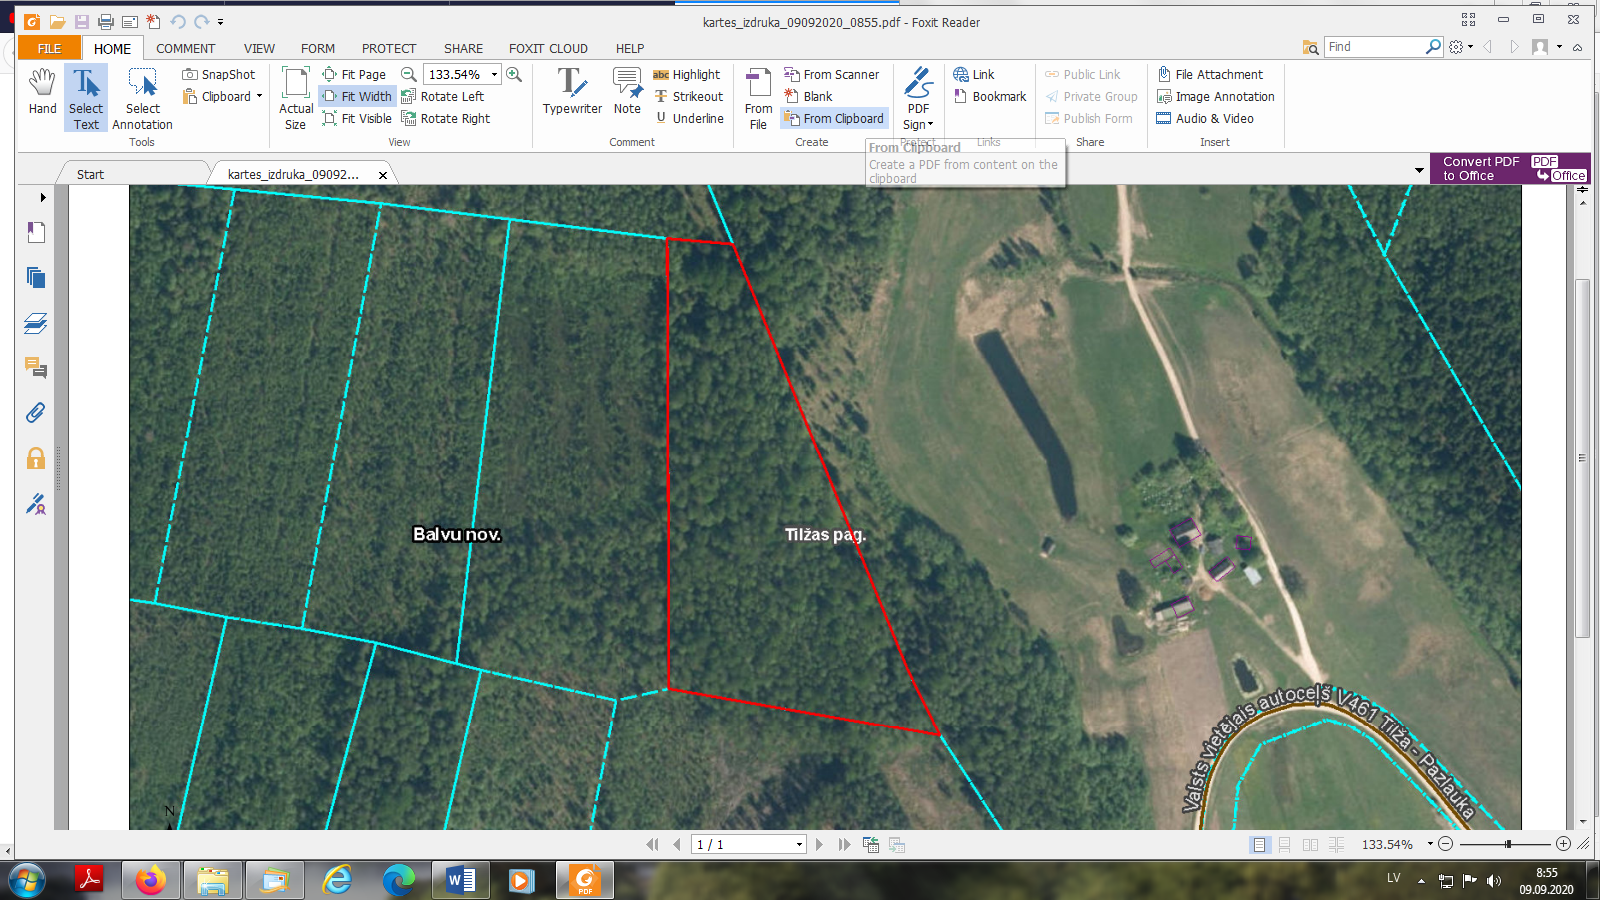 kartes_izdruka_09092020_0855.pdf - Foxit Reader
FILE HOME COMMENT VIEW FORM PROTECT SHARE FOXIT CLOUD HELP
Find
Hand
Select Text
Select Annotation
SnapShot
Clipboard
Tools
Actual Size
Fit Page
Fit Width
Fit Visible
133.54%
Rotate Left
Rotate Right
View
Typewriter
Note
abc Highlight
Strikeout
Underline
Comment
From File
From Scanner
Blank
From Clipboard
Create
PDF Sign
Protect
Link
Bookmark
Links
Public Link
Private Group
Publish Form
Share
File Attachment
Image Annotation
Audio & Video
Insert
From Clipboard
Create a PDF from content on the
clipboard
Start
kartes_izdruka_09092...
Convert PDF
to Office
PDF
Office
Balvu nov.
Tilžas pag.
Valsts vietējais autoceļš V461 Tilža - Pazlauka
N
1 / 1
133.54%
LV
8:55
09.09.2020